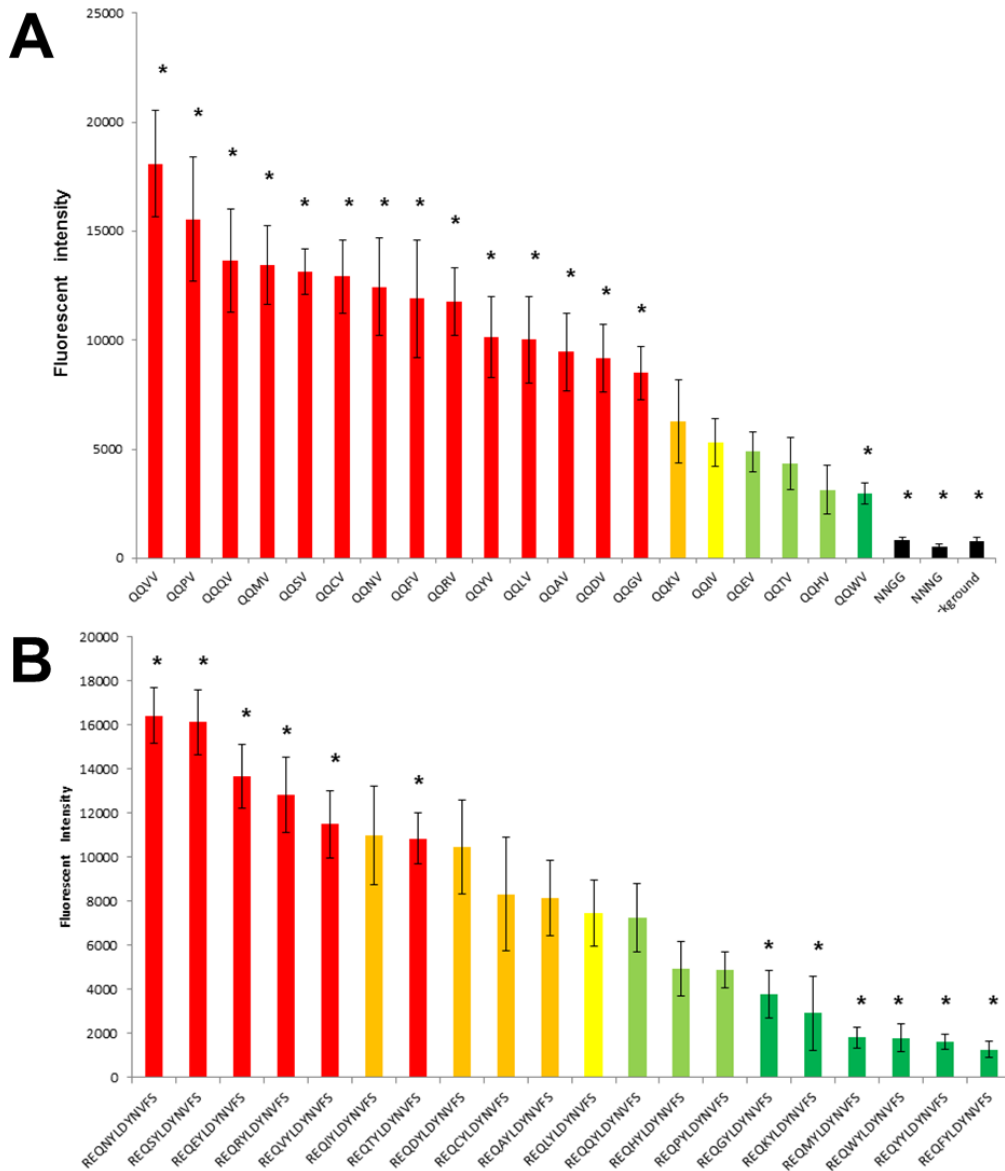 A
Fluorescent intensity
25000
20000
15000
10000
5000
0
* * * * * * * * * * * * * * * * * *
QQVV
QQPV
QQQV
QQMV
QQSV
QQCV
QQNV
QQFV
QQRV
QQYV
QQLV
QQAV
QQDV
QQGV
QQKV
QQIV
QQEV
QQTV
QQHV
QQWV
NNGG
NNNG
-kground
B
Fluorescent Intensity
20000
18000
16000
14000
12000
10000
8000
6000
4000
2000
0
* * * * * * * * * * * *
REQNYLDYNVFS
REQSYLDYNVFS
REQEYLDYNVFS
REQRYLDYNVFS
REQVYLDYNVFS
REQIYLDYNVFS
REQTYLDYNVFS
REQDYLDYNVFS
REQCYLDYNVFS
REQAYLDYNVFS
REQLYLDYNVFS
REQQYLDYNVFS
REQHYLDYNVFS
REQPYLDYNVFS
REQGYLDYNVFS
REQKYLDYNVFS
REQMYLDYNVFS
REQWYLDYNVFS
REQYYLDYNVFS
REQFYLDYNVFS